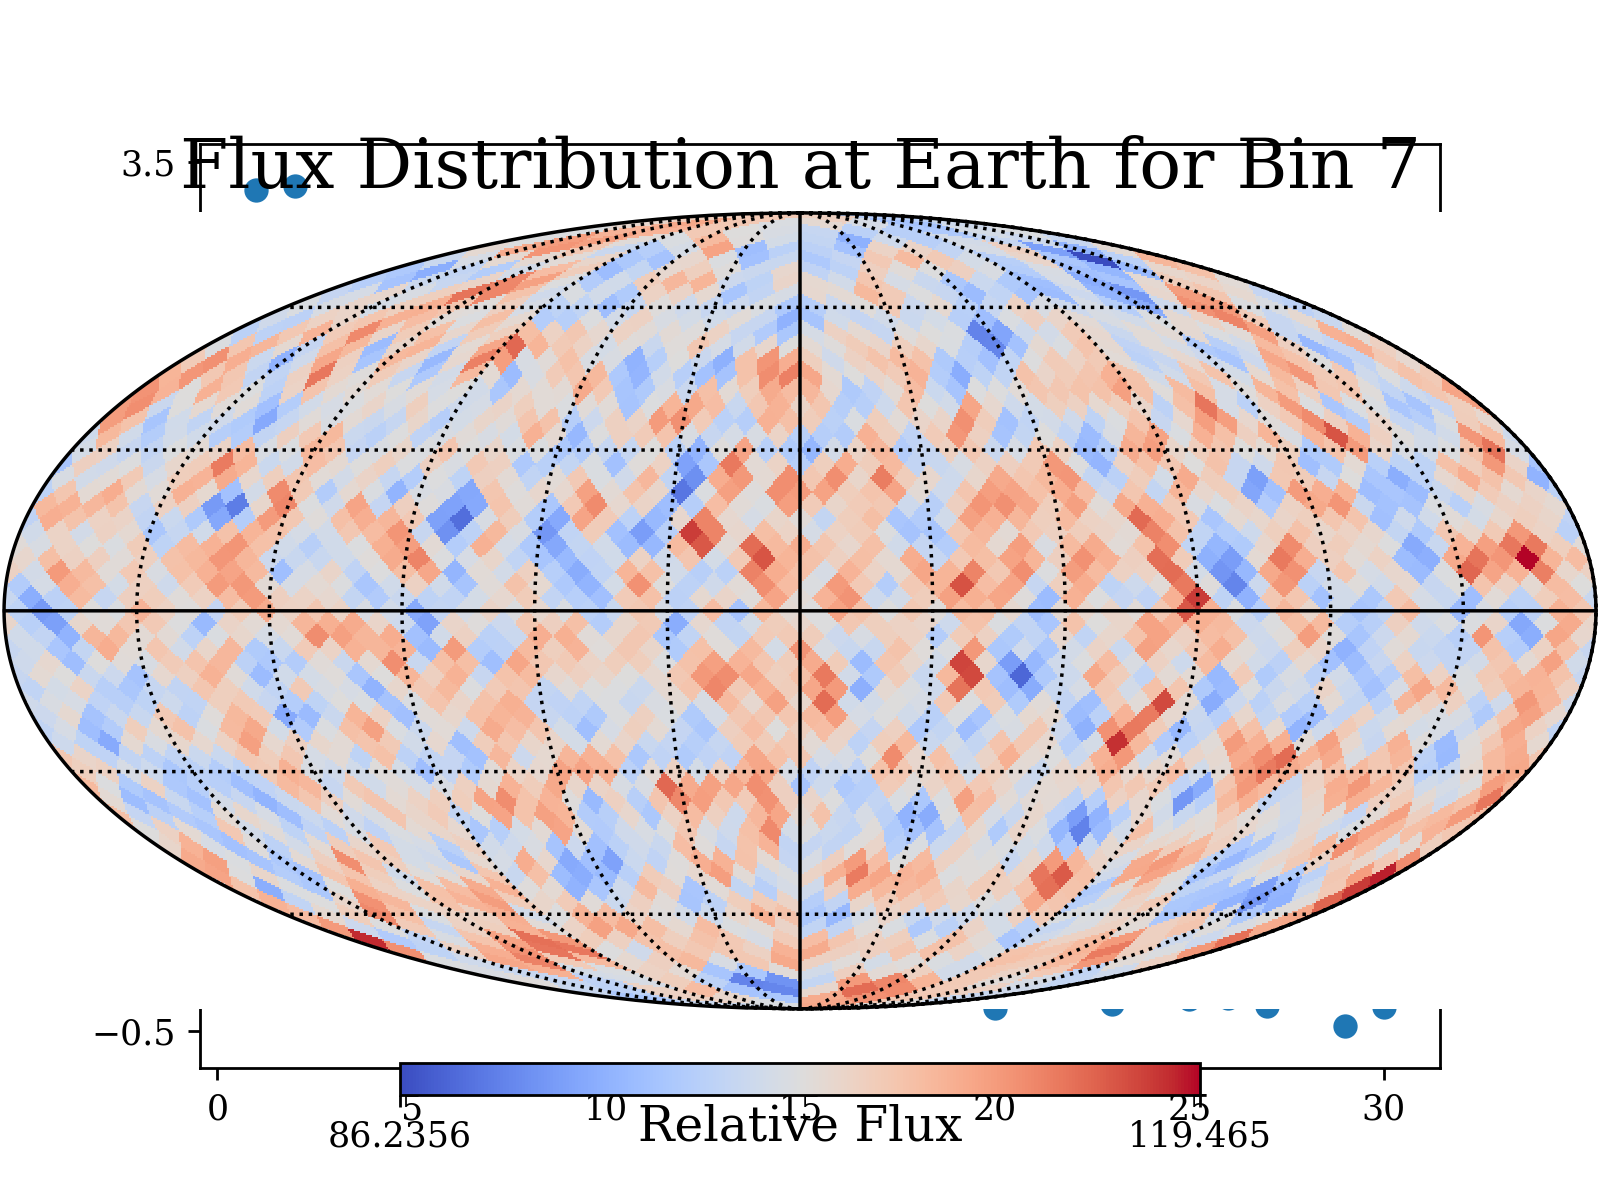 Flux Distribution at Earth for Bin 7
3.5
−0.5
0 5 10 15 20 25 30
Relative Flux
86.2356 119.465